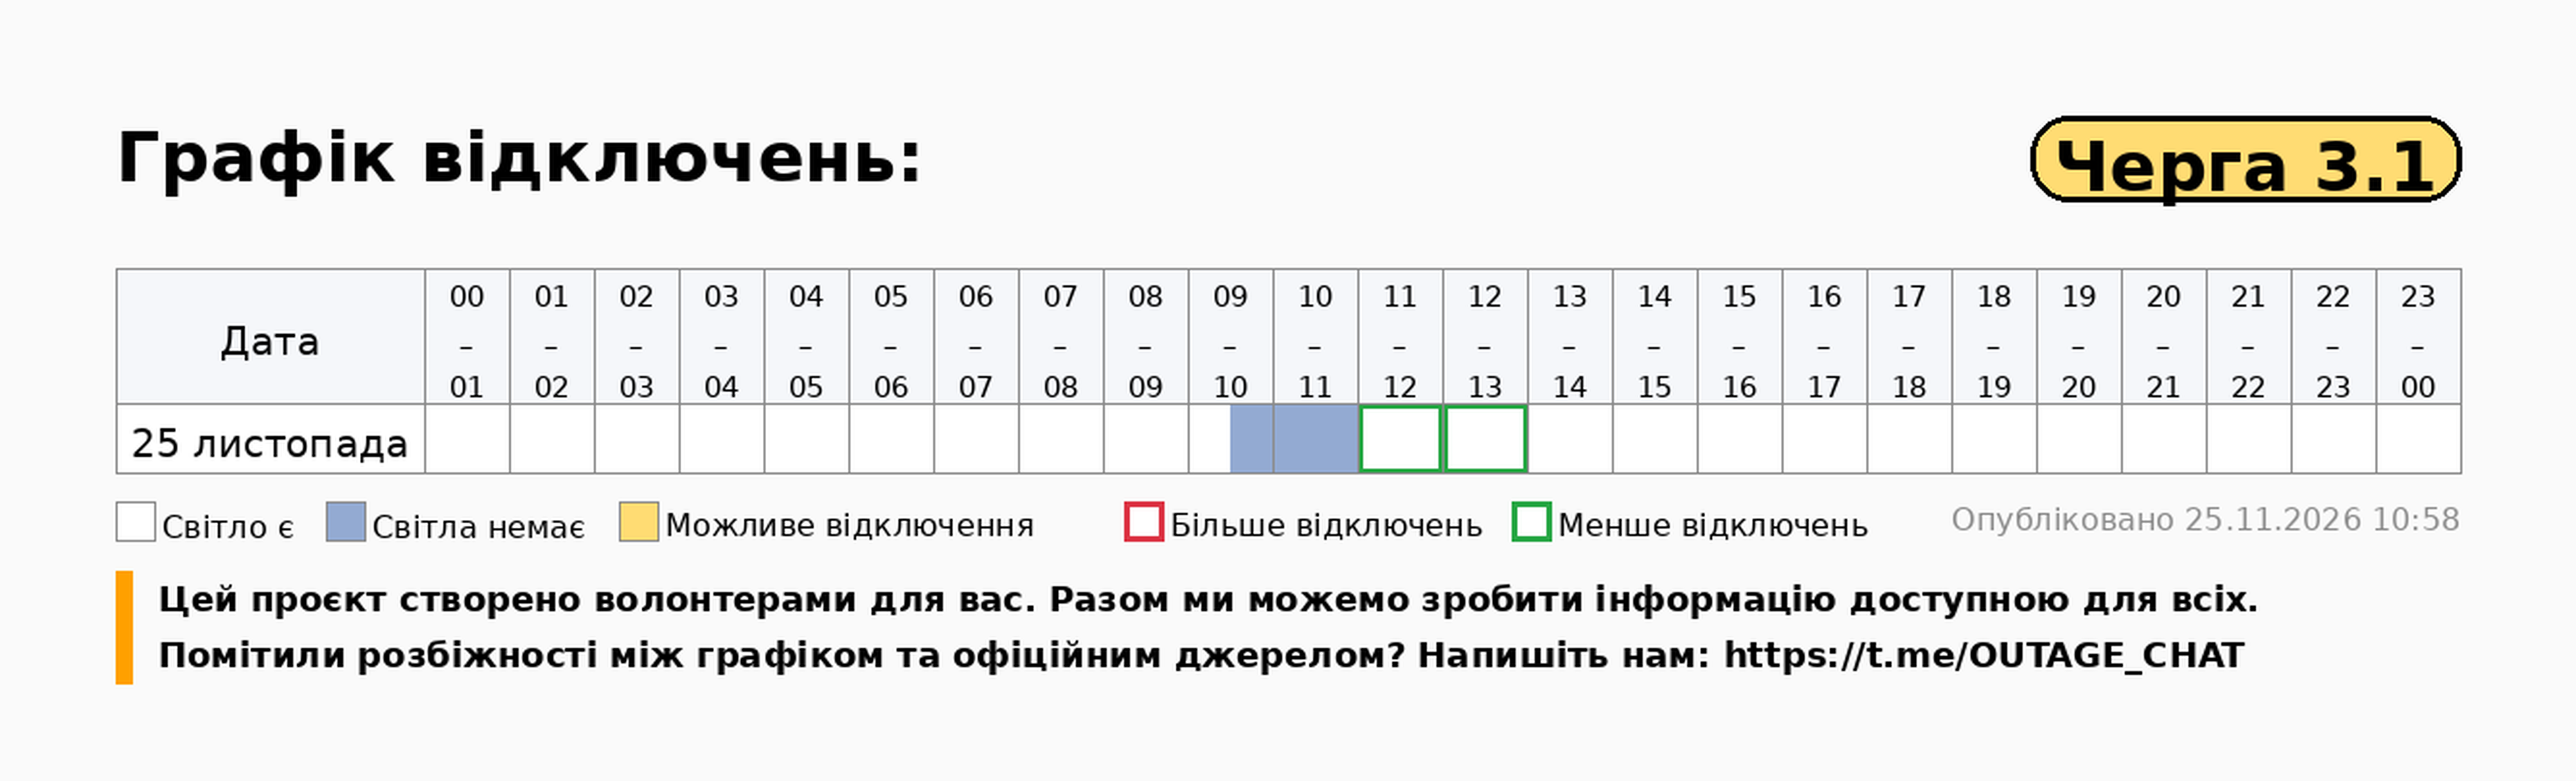 Графік відключень:
Черга 3.1
Дата
00 – 01
01 – 02
02 – 03
03 – 04
04 – 05
05 – 06
06 – 07
07 – 08
08 – 09
09 – 10
10 – 11
11 – 12
12 – 13
13 – 14
14 – 15
15 – 16
16 – 17
17 – 18
18 – 19
19 – 20
20 – 21
21 – 22
22 – 23
23 – 00
25 листопада
Світло є
Світла немає
Можливе відключення
Більше відключень
Менше відключень
Опубліковано 25.11.2026 10:58
Цей проєкт створено волонтерами для вас. Разом ми можемо зробити інформацію доступною для всіх.
Помітили розбіжності між графіком та офіційним джерелом? Напишіть нам: https://t.me/OUTAGE_CHAT